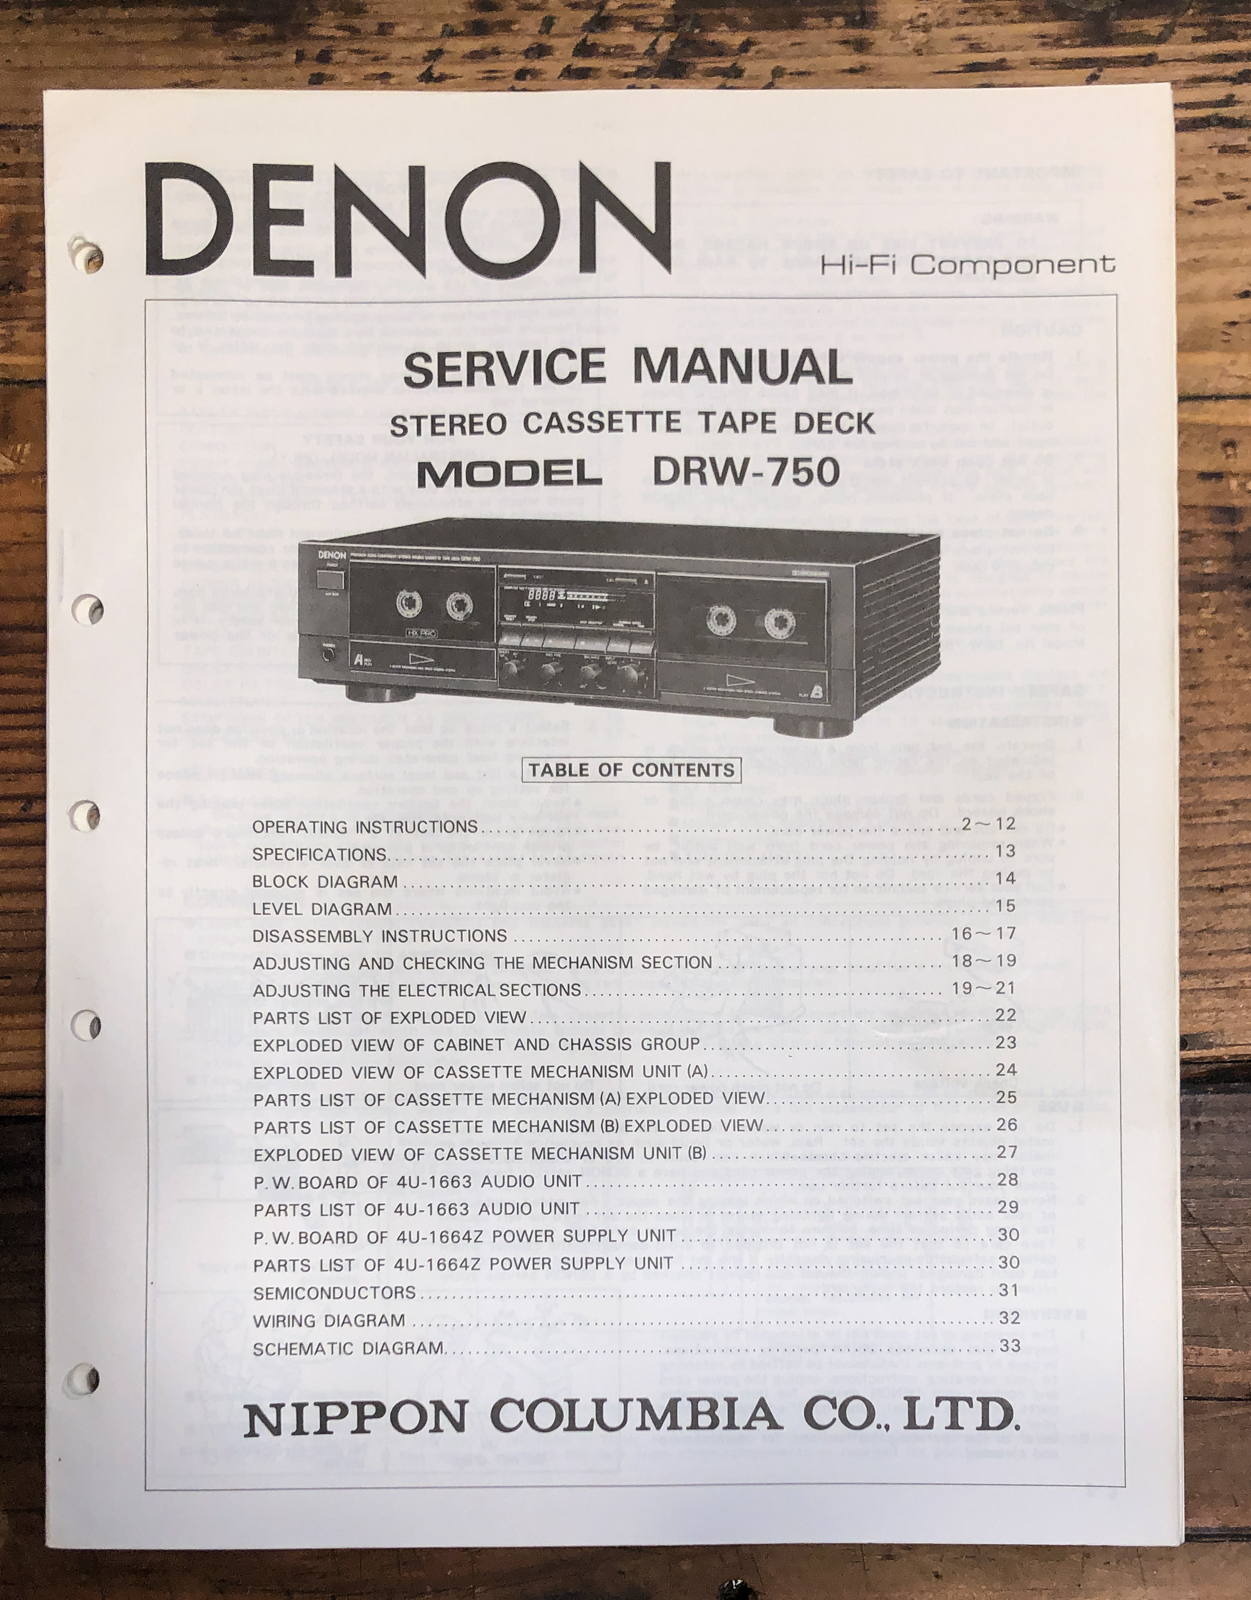 DENON
Hi-Fi Component
SERVICE MANUAL
STEREO CASSETTE TAPE DECK
MODEL DRW-750
DENON
HX PRO
A
B
TABLE OF CONTENTS
OPERATING INSTRUCTIONS 2~12
SPECIFICATIONS 13
BLOCK DIAGRAM 14
LEVEL DIAGRAM 15
DISASSEMBLY INSTRUCTIONS 16~17
ADJUSTING AND CHECKING THE MECHANISM SECTION 18~19
ADJUSTING THE ELECTRICAL SECTIONS 19~21
PARTS LIST OF EXPLODED VIEW 22
EXPLODED VIEW OF CABINET AND CHASSIS GROUP 23
EXPLODED VIEW OF CASSETTE MECHANISM UNIT (A) 24
PARTS LIST OF CASSETTE MECHANISM (A) EXPLODED VIEW 25
PARTS LIST OF CASSETTE MECHANISM (B) EXPLODED VIEW 26
EXPLODED VIEW OF CASSETTE MECHANISM UNIT (B) 27
P.W.BOARD OF 4U-1663 AUDIO UNIT 28
PARTS LIST OF 4U-1663 AUDIO UNIT 29
P.W.BOARD OF 4U-1664Z POWER SUPPLY UNIT 30
PARTS LIST OF 4U-1664Z POWER SUPPLY UNIT 30
SEMICONDUCTORS 31
WIRING DIAGRAM 32
SCHEMATIC DIAGRAM 33
NIPPON COLUMBIA CO., LTD.